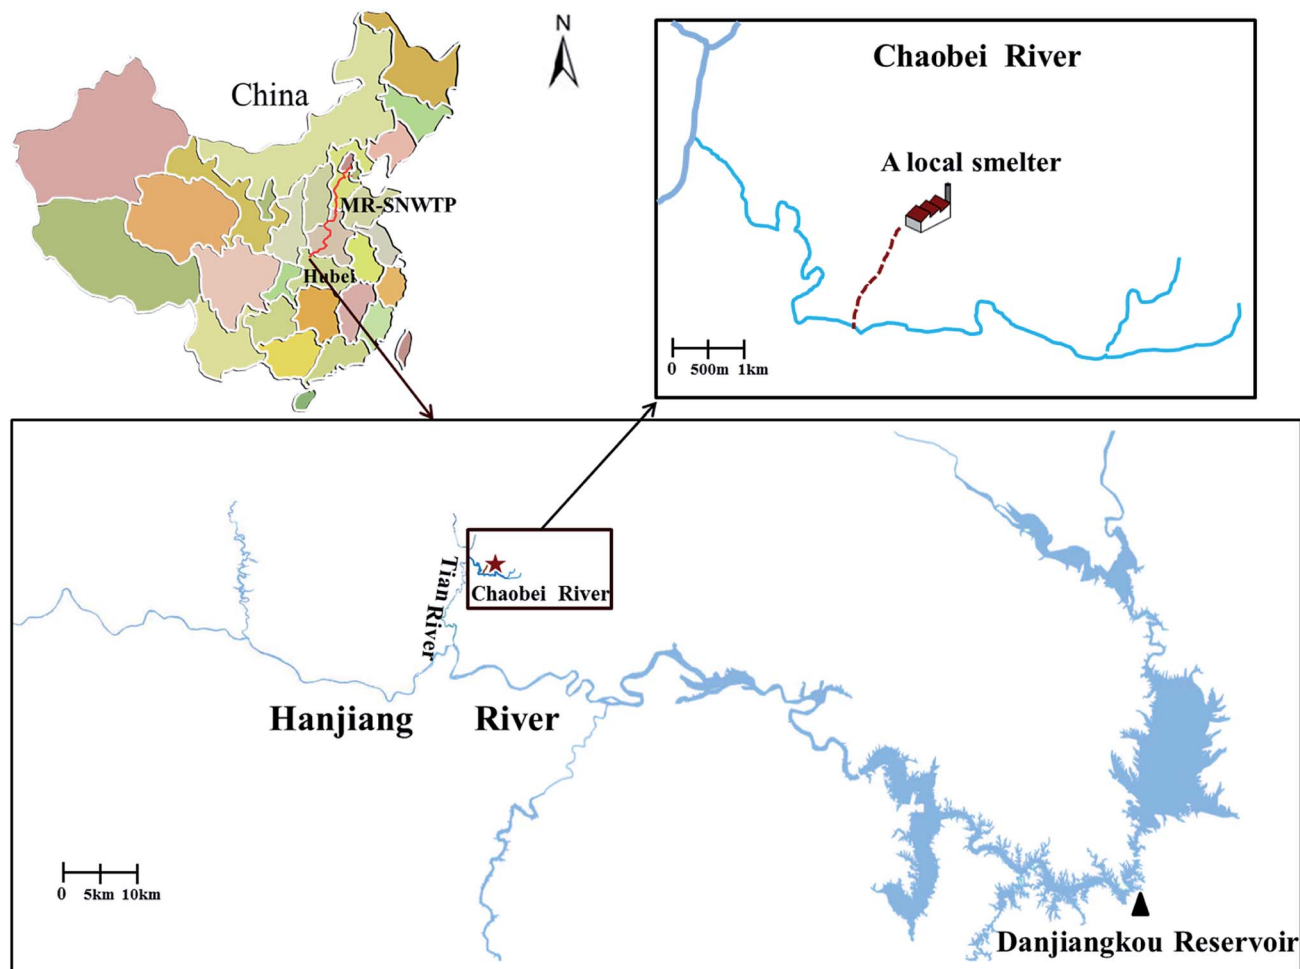 N
China
MR-SNWTP
Hubei
Chaobei River
A local smelter
0 500m 1km
Tian River
Chaobei River
Hanjiang River
0 5km 10km
Danjiangkou Reservoir